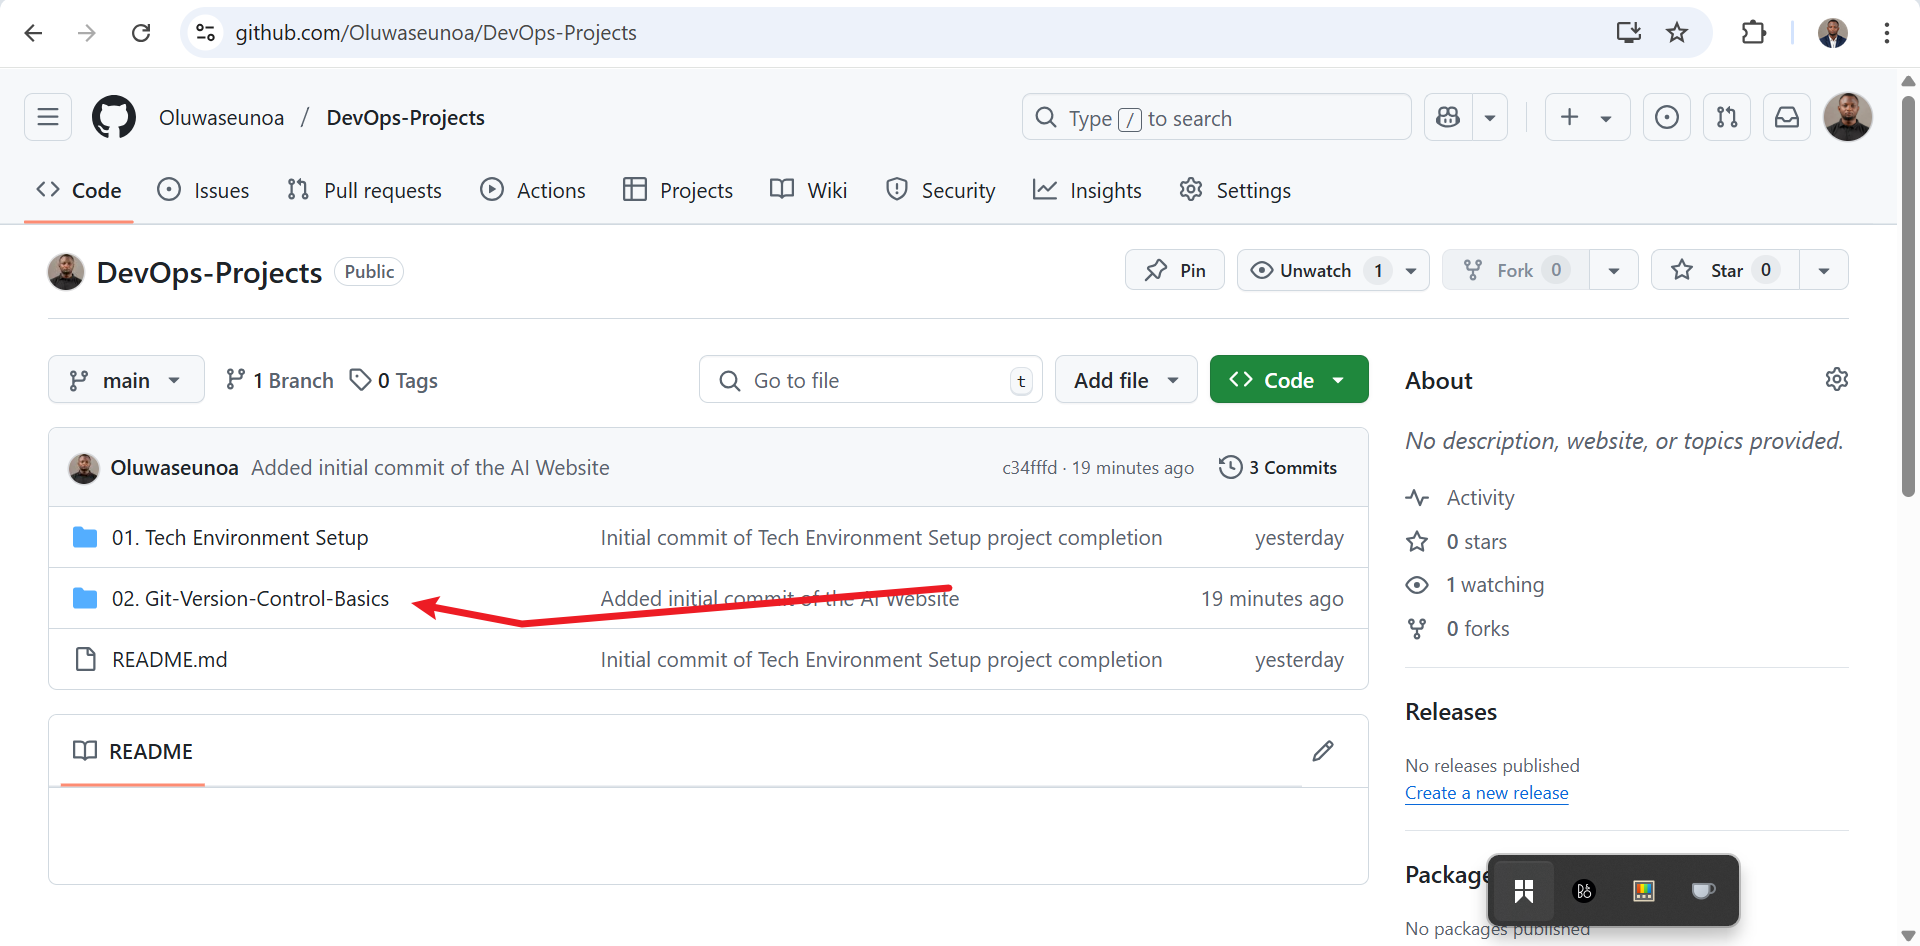 github.com/Oluwaseunoa/DevOps-Projects
Oluwaseunoa / DevOps-Projects
Type / to search
Code Issues Pull requests Actions Projects Wiki Security Insights Settings
DevOps-Projects Public
Pin Unwatch 1 Fork 0 Star 0
main 1 Branch 0 Tags
Go to file t
Add file
Code
Oluwaseunoa Added initial commit of the AI Website c34fffd · 19 minutes ago 3 Commits
01. Tech Environment Setup Initial commit of Tech Environment Setup project completion yesterday
02. Git-Version-Control-Basics Added initial commit of the AI Website 19 minutes ago
README.md Initial commit of Tech Environment Setup project completion yesterday
README
About
No description, website, or topics provided.
Activity
0 stars
1 watching
0 forks
Releases
No releases published
Create a new release
Package
No packages published